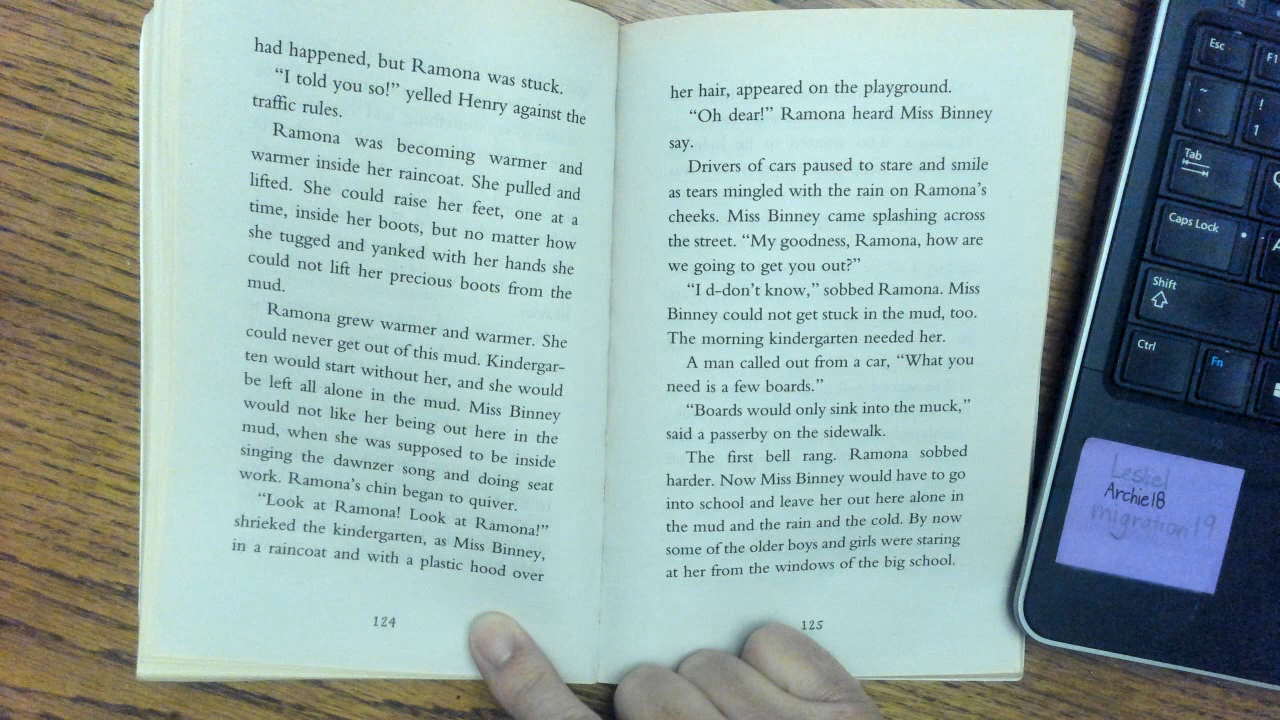 had happened, but Ramona was stuck.
“I told you so!” yelled Henry against the
traffic rules.
Ramona was becoming warmer and
warmer inside her raincoat. She pulled and
lifted. She could raise her feet, one at a
time, inside her boots, but no matter how
she tugged and yanked with her hands she
could not lift her precious boots from the
mud.
Ramona grew warmer and warmer. She
could never get out of this mud. Kindergar-
ten would start without her, and she would
be left all alone in the mud. Miss Binney
would not like her being out here in the
mud, when she was supposed to be inside
singing the dawnzer song and doing seat
work. Ramona’s chin began to quiver.
“Look at Ramona! Look at Ramona!”
shrieked the kindergarten, as Miss Binney,
in a raincoat and with a plastic hood over
124
her hair, appeared on the playground.
“Oh dear!” Ramona heard Miss Binney
say.
Drivers of cars paused to stare and smile
as tears mingled with the rain on Ramona’s
cheeks. Miss Binney came splashing across
the street. “My goodness, Ramona, how are
we going to get you out?”
“I d-don’t know,” sobbed Ramona. Miss
Binney could not get stuck in the mud, too.
The morning kindergarten needed her.
A man called out from a car, “What you
need is a few boards.”
“Boards would only sink into the muck,”
said a passerby on the sidewalk.
The first bell rang. Ramona sobbed
harder. Now Miss Binney would have to go
into school and leave her out here alone in
the mud and the rain and the cold. By now
some of the older boys and girls were staring
at her from the windows of the big school.
125
Esc
F1
~
!
` 1
Tab
Caps Lock
Shift
Ctrl
Fn
Archie18
migration19